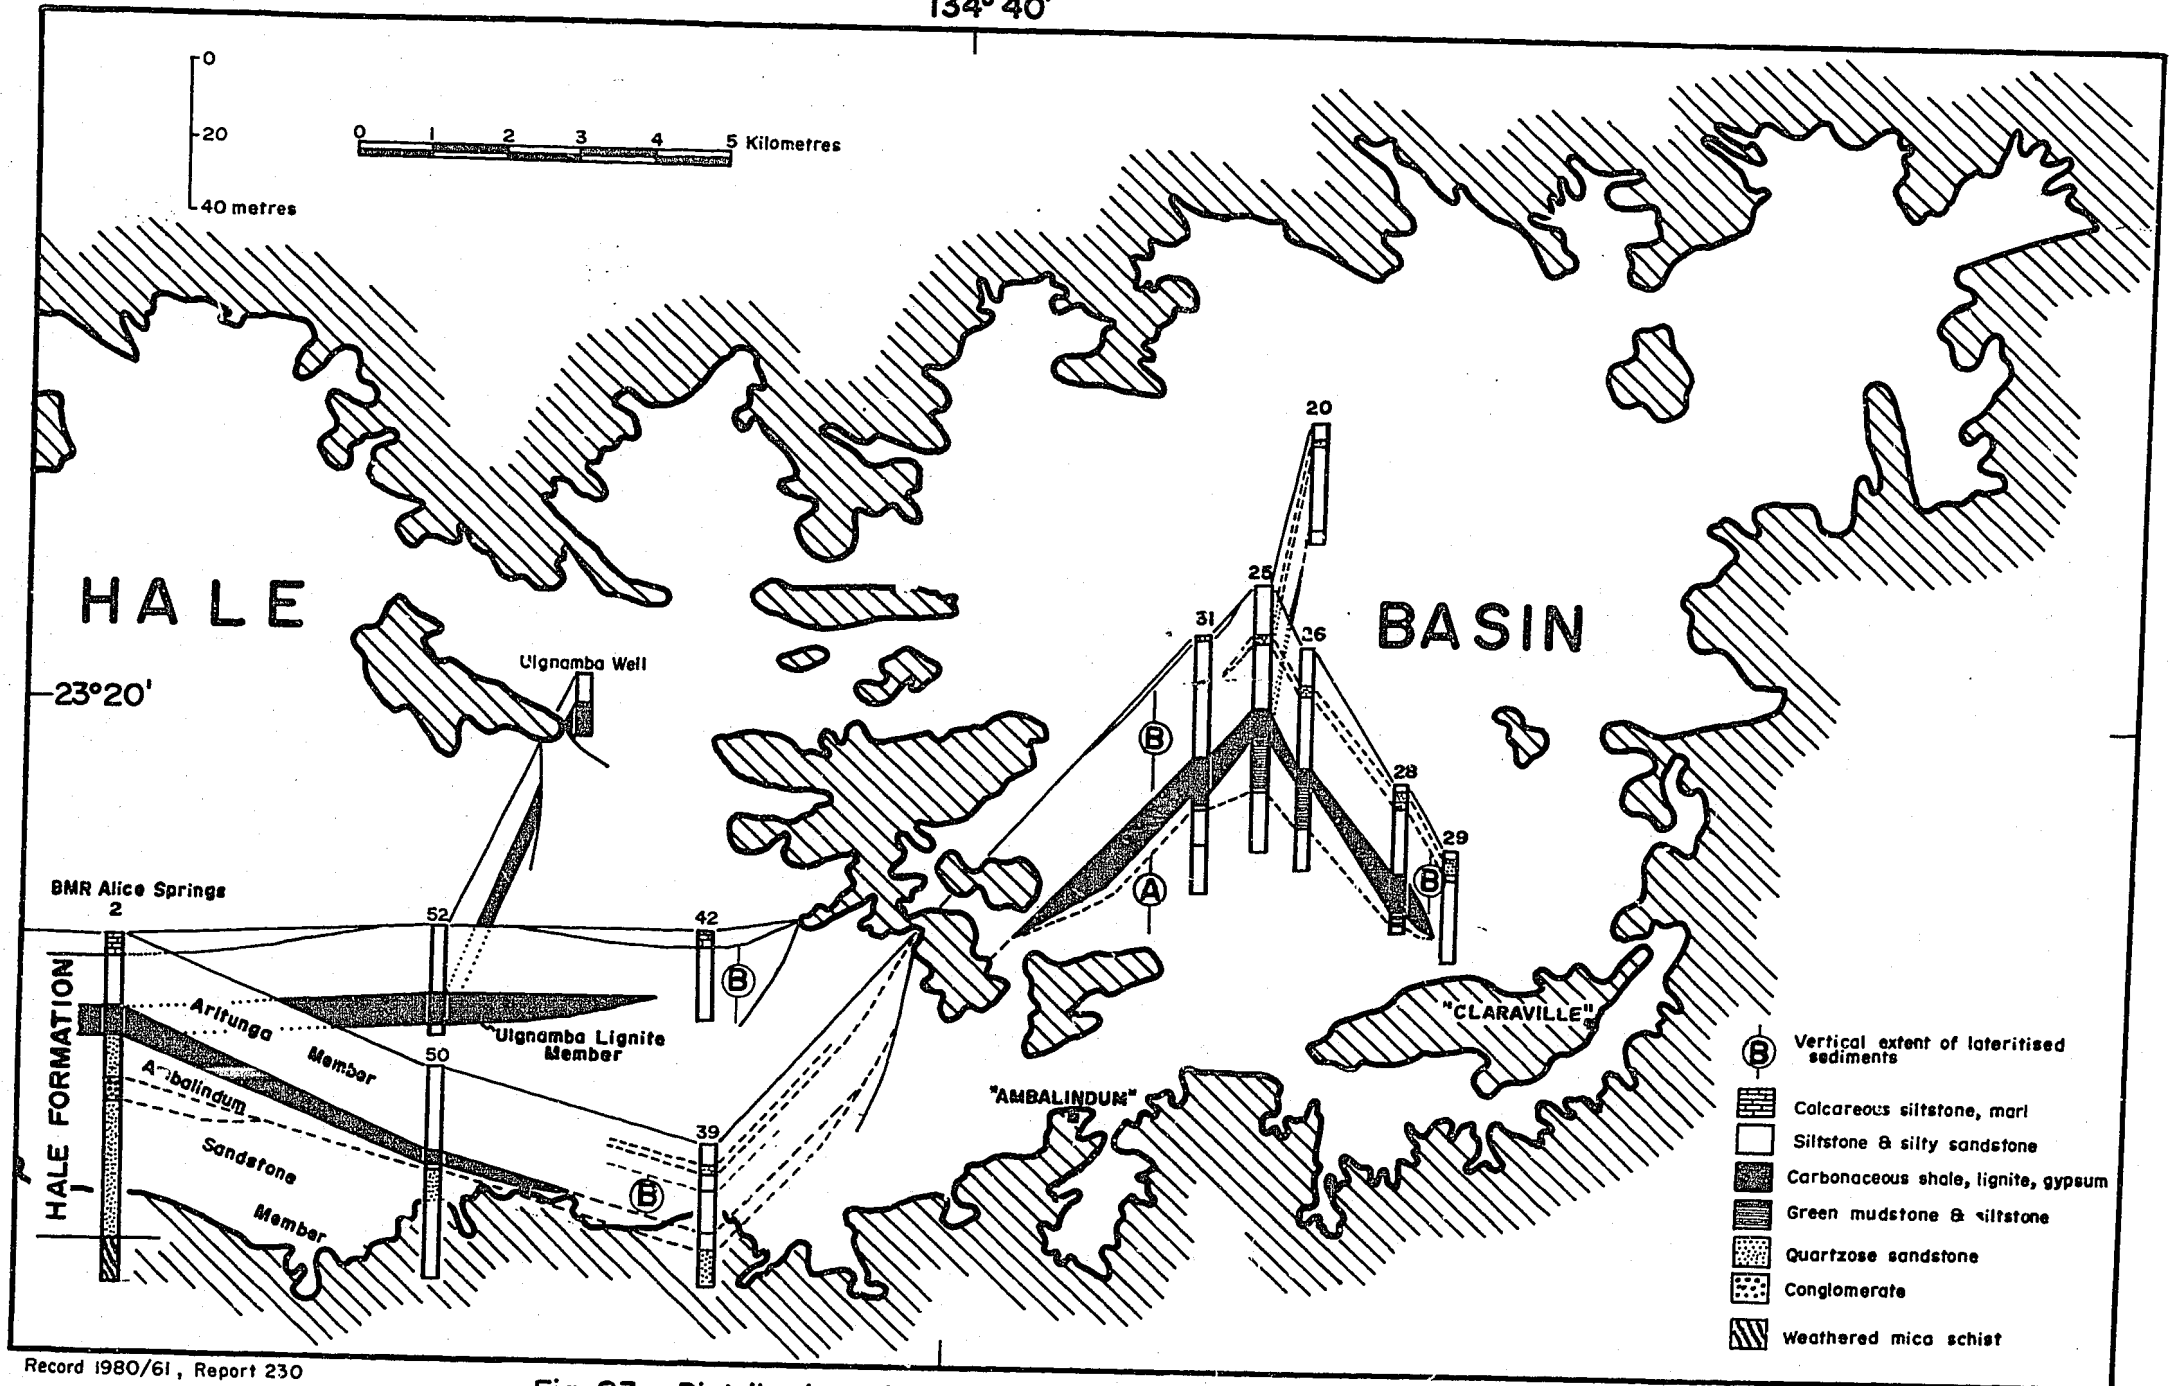 134° 40'
0
20
40 metres
0 1 2 3 4 5 Kilometres
20
HALE
BASIN
25
31
26
Ulgnamba Well
23°20'
B
28
29
B
A
BMR Alice Springs
2
52
42
B
HALE FORMATION
Aritunga
Member
Ulgnamba Lignite
Member
50
Ambalindum
Sandstone
Member
39
B
"AMBALINDUM"
"CLARAVILLE"
B Vertical extent of lateritised
sediments
Calcareous siltstone, marl
Siltstone & silty sandstone
Carbonaceous shale, lignite, gypsum
Green mudstone & siltstone
Quartzose sandstone
Conglomerate
Weathered mica schist
Record 1980/61, Report 230